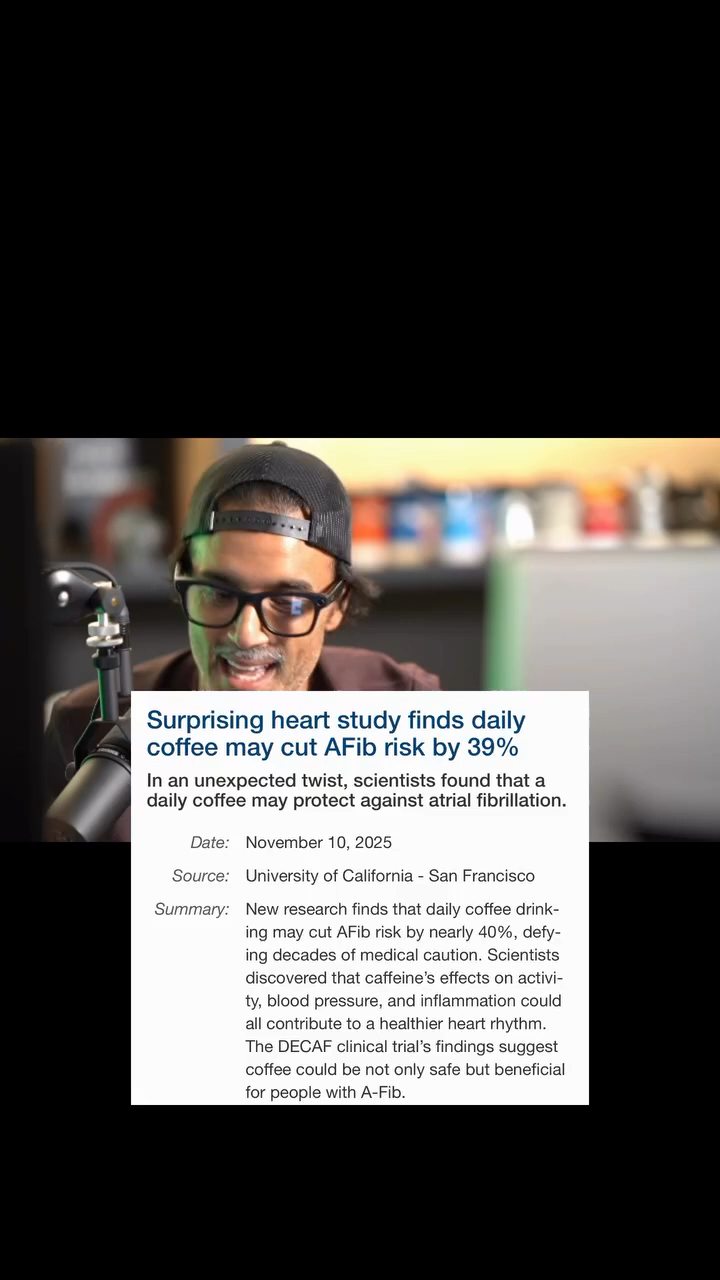 Surprising heart study finds daily
coffee may cut AFib risk by 39%
In an unexpected twist, scientists found that a
daily coffee may protect against atrial fibrillation.
Date: November 10, 2025
Source: University of California - San Francisco
Summary: New research finds that daily coffee drink-
ing may cut AFib risk by nearly 40%, defy-
ing decades of medical caution. Scientists
discovered that caffeine's effects on activi-
ty, blood pressure, and inflammation could
all contribute to a healthier heart rhythm.
The DECAF clinical trial's findings suggest
coffee could be not only safe but beneficial
for people with A-Fib.